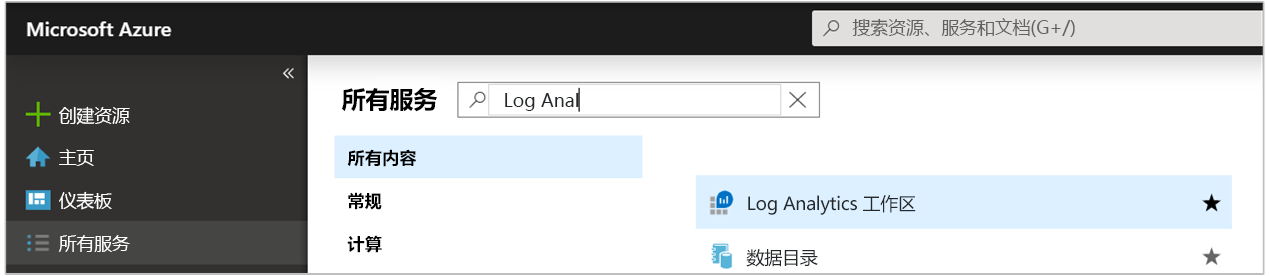 Microsoft Azure
搜索资源、服务和文档(G+/)
«
创建资源
主页
仪表板
所有服务
所有服务
Log Anal
所有内容
常规
计算
Log Analytics 工作区
数据目录